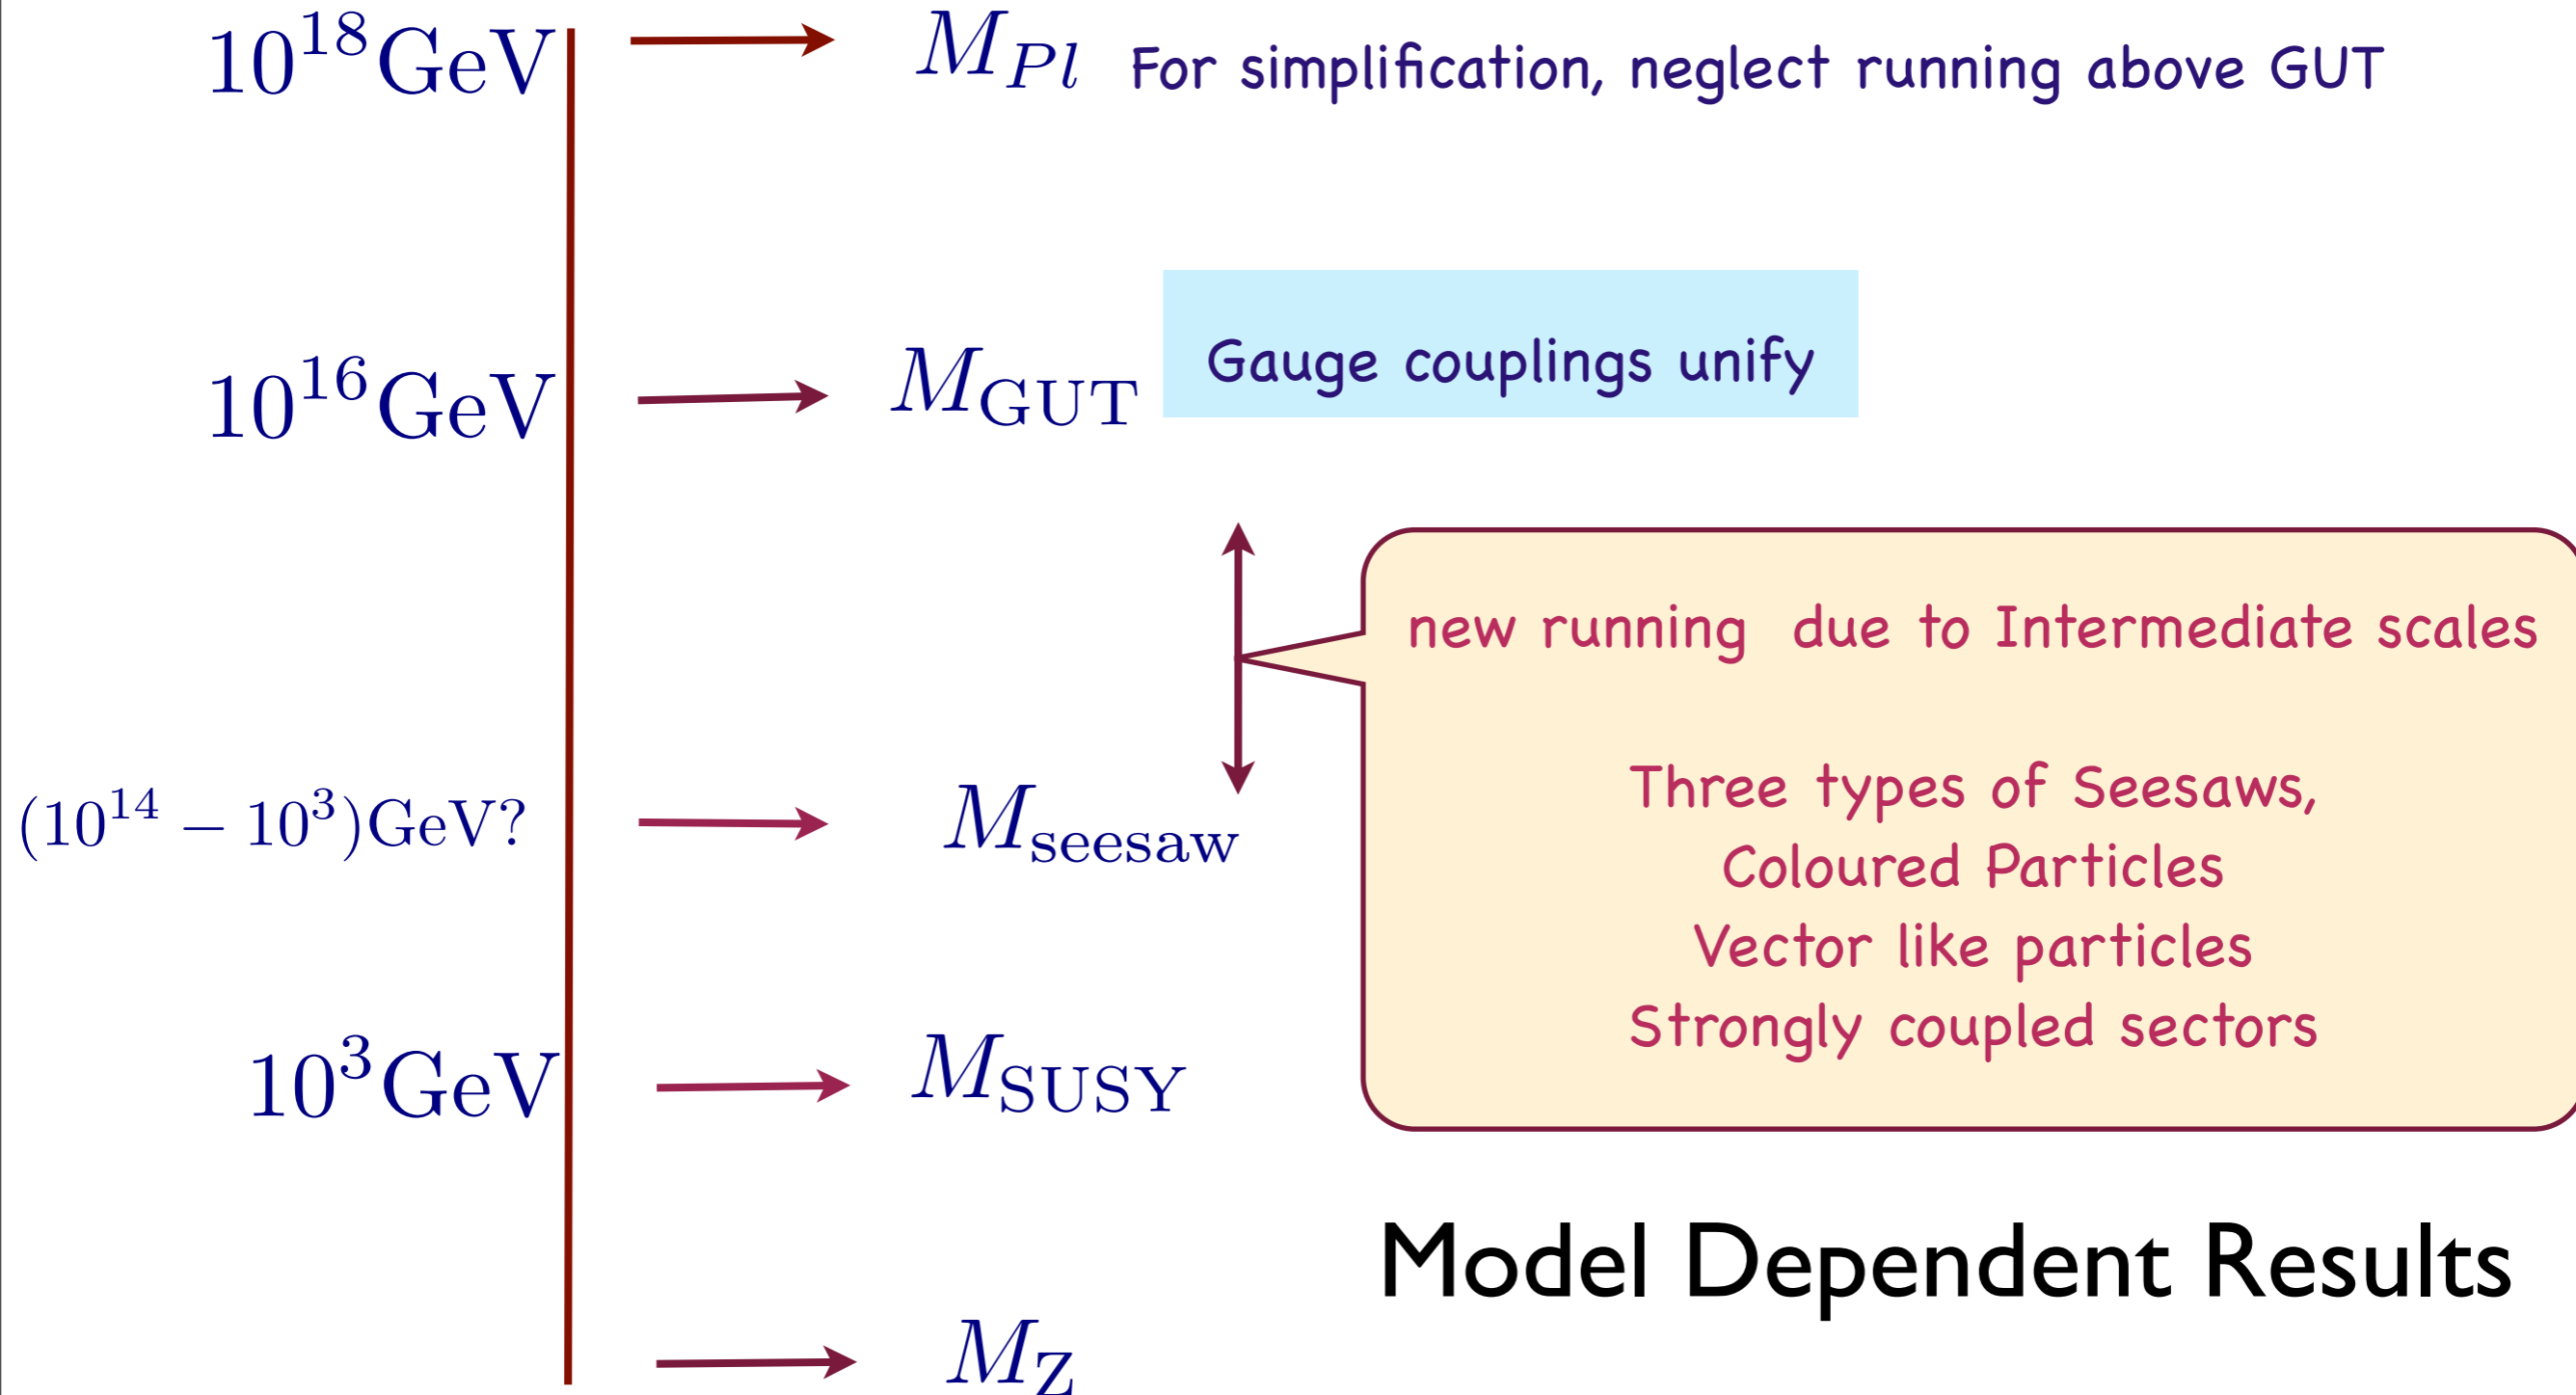 10^18 GeV M_Pl For simplification, neglect running above GUT
10^16 GeV M_GUT Gauge couplings unify
new running due to Intermediate scales
Three types of Seesaws,
(10^14 – 10^3)GeV? M_seesaw
Coloured Particles
Vector like particles
Strongly coupled sectors
10^3 GeV M_SUSY
Model Dependent Results
M_Z